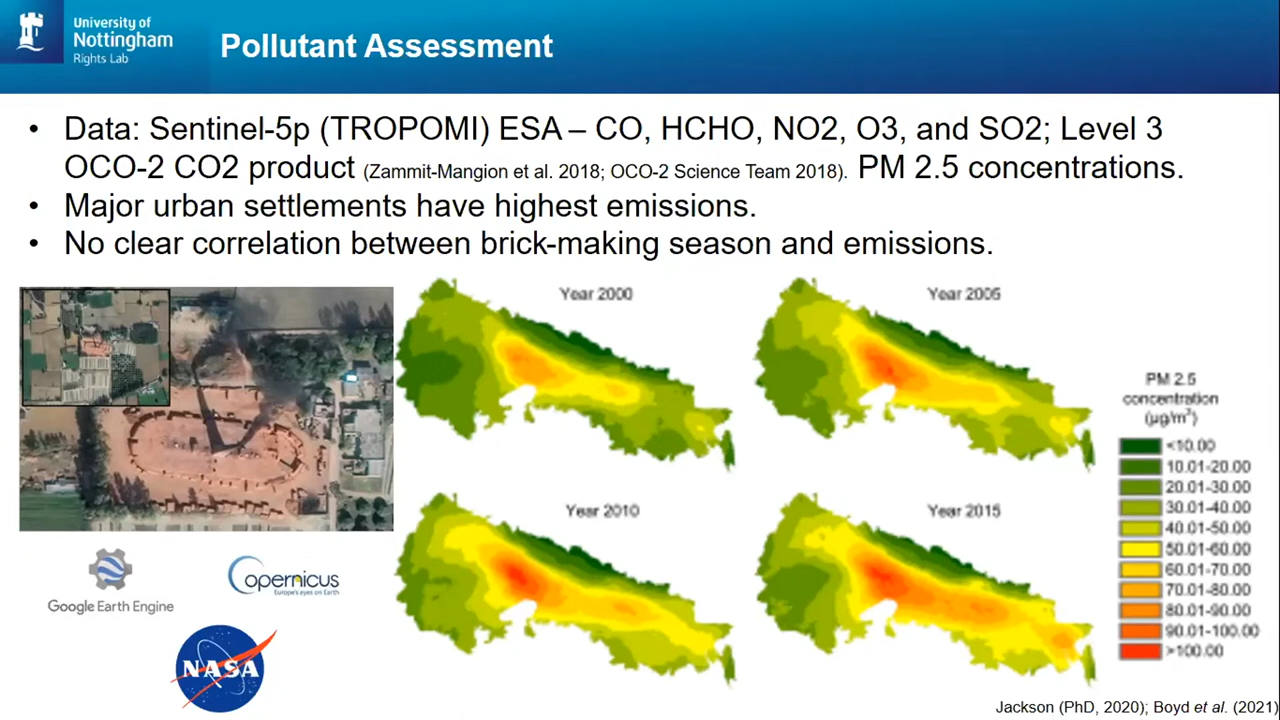 University of
Nottingham
Rights Lab
Pollutant Assessment
• Data: Sentinel-5p (TROPOMI) ESA – CO, HCHO, NO2, O3, and SO2; Level 3
OCO-2 CO2 product (Zammit-Mangion et al. 2018; OCO-2 Science Team 2018). PM 2.5 concentrations.
• Major urban settlements have highest emissions.
• No clear correlation between brick-making season and emissions.
Year 2000
Year 2005
Year 2010
Year 2015
PM 2.5
concentration
(µg/m³)
<10.00
10.01-20.00
20.01-30.00
30.01-40.00
40.01-50.00
50.01-60.00
60.01-70.00
70.01-80.00
80.01-90.00
90.01-100.00
>100.00
Google Earth Engine
Copernicus
Europe's eyes on Earth
NASA
Jackson (PhD, 2020); Boyd et al. (2021)